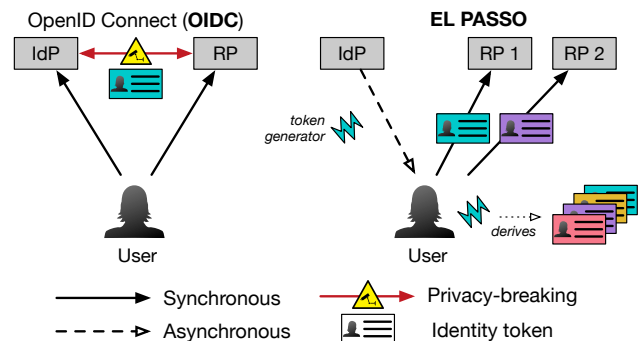 OpenID Connect (OIDC)
IdP
RP
User
EL PASSO
IdP
RP 1
RP 2
token
generator
User
derives
Synchronous
Privacy-breaking
Asynchronous
Identity token